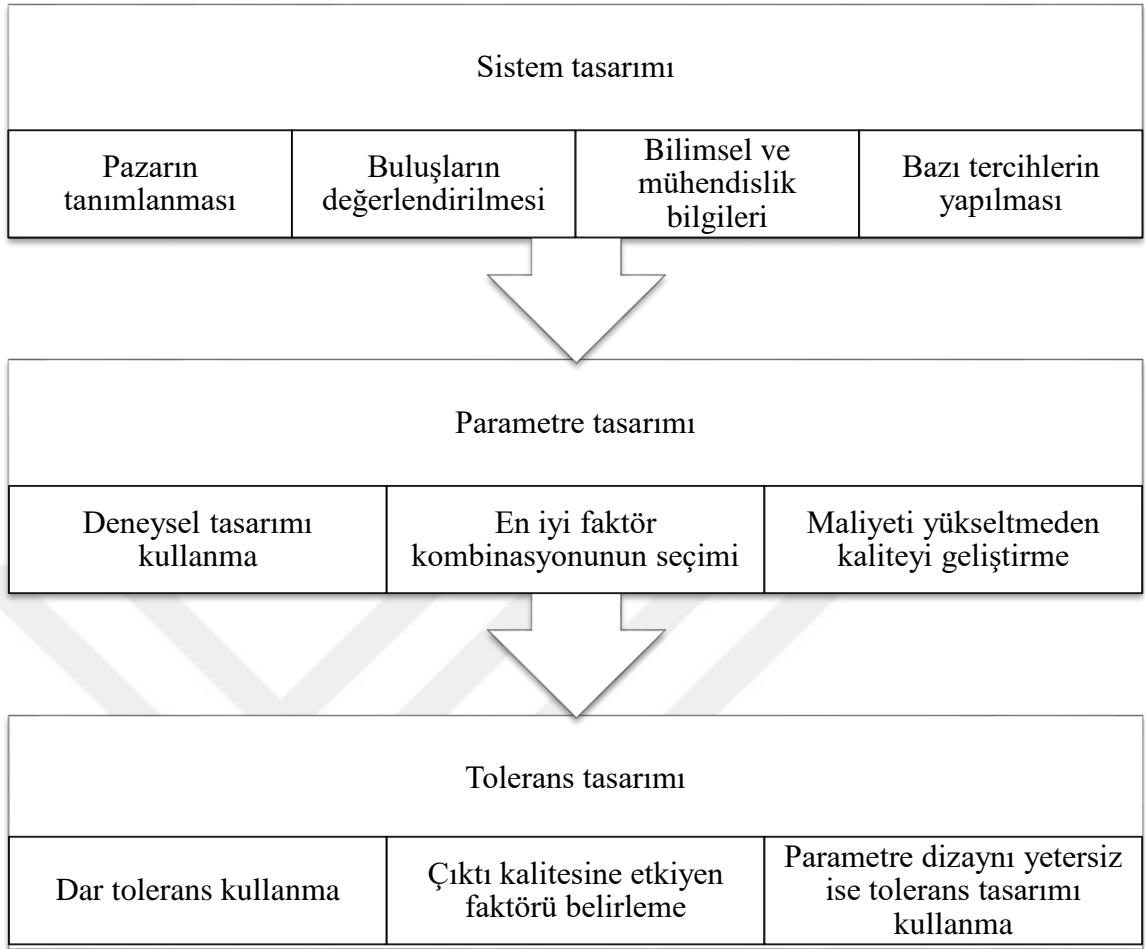 Sistem tasarımı
Pazarın
tanımlanması
Buluşların
değerlendirilmesi
Bilimsel ve
mühendislik
bilgileri
Bazı tercihlerin
yapılması
Parametre tasarımı
Deneysel tasarımı
kullanma
En iyi faktör
kombinasyonunun seçimi
Maliyeti yükseltmeden
kaliteyi geliştirme
Tolerans tasarımı
Dar tolerans kullanma
Çıktı kalitesine etkiyen
faktörü belirleme
Parametre dizaynı yetersiz
ise tolerans tasarımı
kullanma